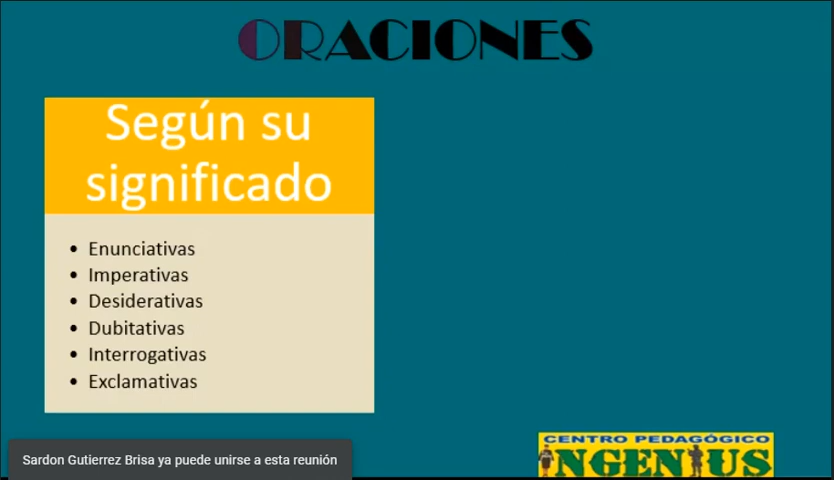 ORACIONES
Según su
significado
• Enunciativas
• Imperativas
• Desiderativas
• Dubitativas
• Interrogativas
• Exclamativas
CENTRO PEDAGÓGICO
INGENIUS
Sardon Gutierrez Brisa ya puede unirse a esta reunión